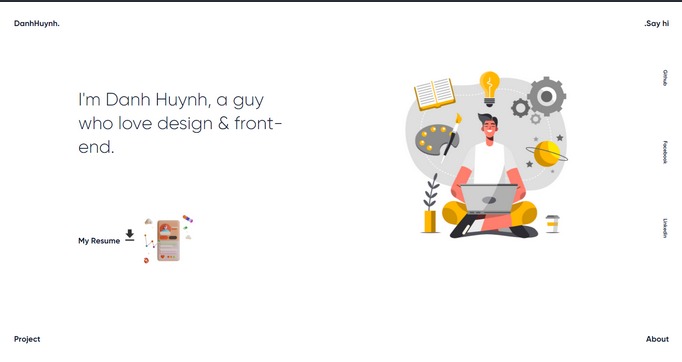 DanhHuynh.
.Say hi
I'm Danh Huynh, a guy
who love design & front-
end.
Github
Facebook
Linkedin
My Resume
Project
About